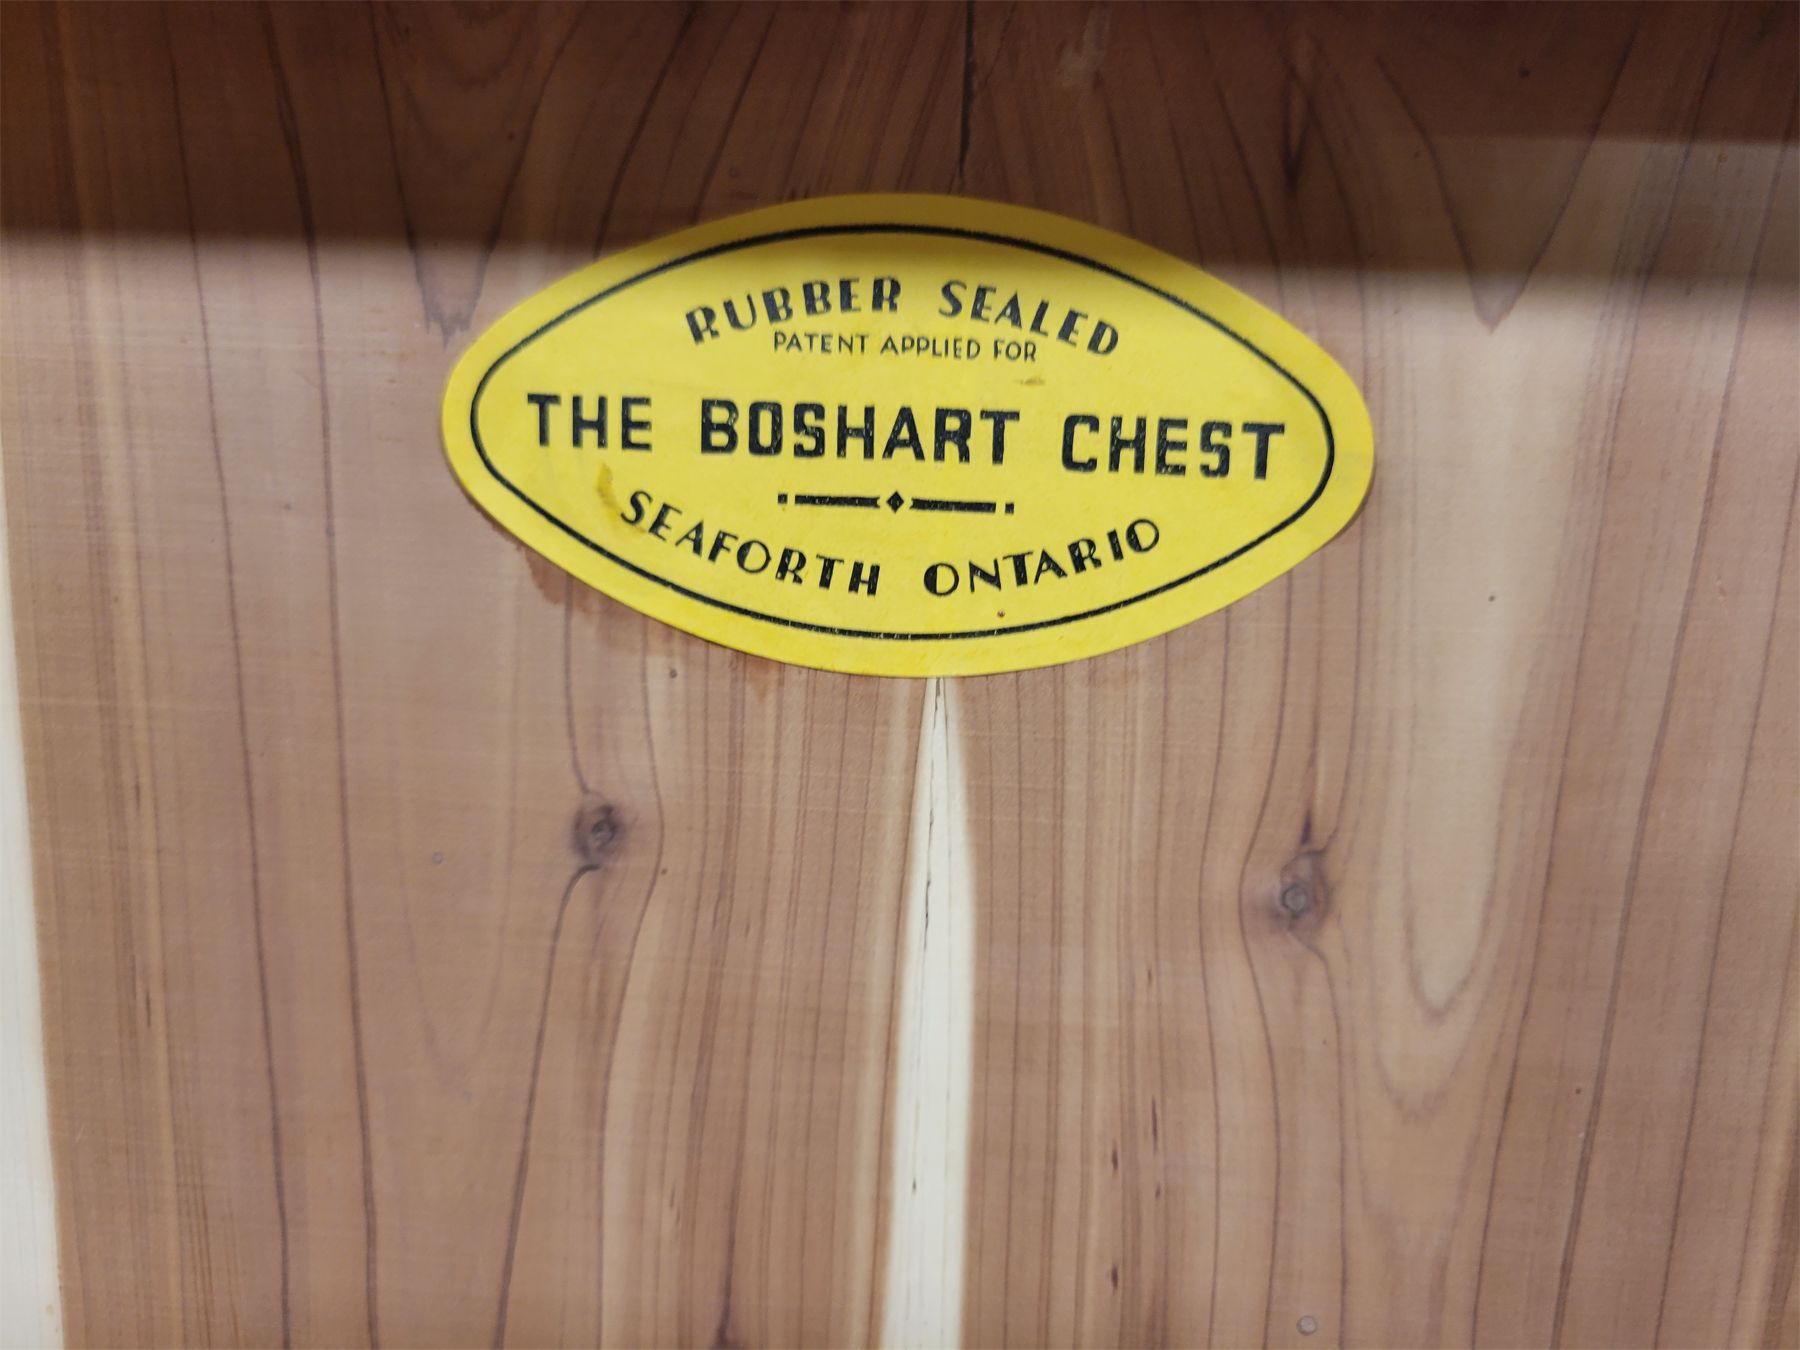 RUBBER SEALED
PATENT APPLIED FOR
THE BOSHART CHEST
SEAFORTH ONTARIO